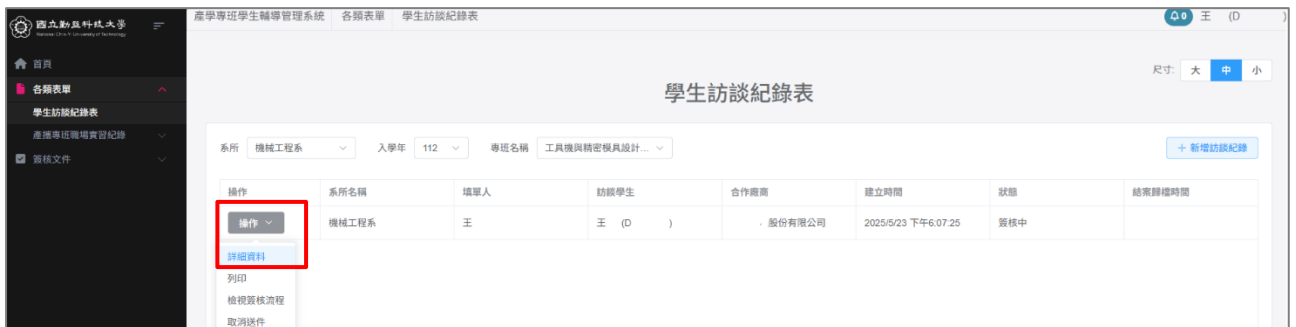 國立勤益科技大學
National Chin-Yi University of Technology
首頁
各類表單
學生訪談紀錄表
產攜專班職場實習紀錄
簽核文件
產學專班學生輔導管理系統 各類表單 學生訪談紀錄表
0 王 (D )
尺寸: 大 中 小
學生訪談紀錄表
系所 機械工程系 入學年 112 專班名稱 工具機與精密模具設計... + 新增訪談紀錄
操作 系所名稱 填單人 訪談學生 合作廠商 建立時間 狀態 結案歸檔時間
操作 機械工程系 王 王 (D ) 股份有限公司 2025/5/23 下午6:07:25 簽核中
詳細資料
列印
檢視簽核流程
取消送件